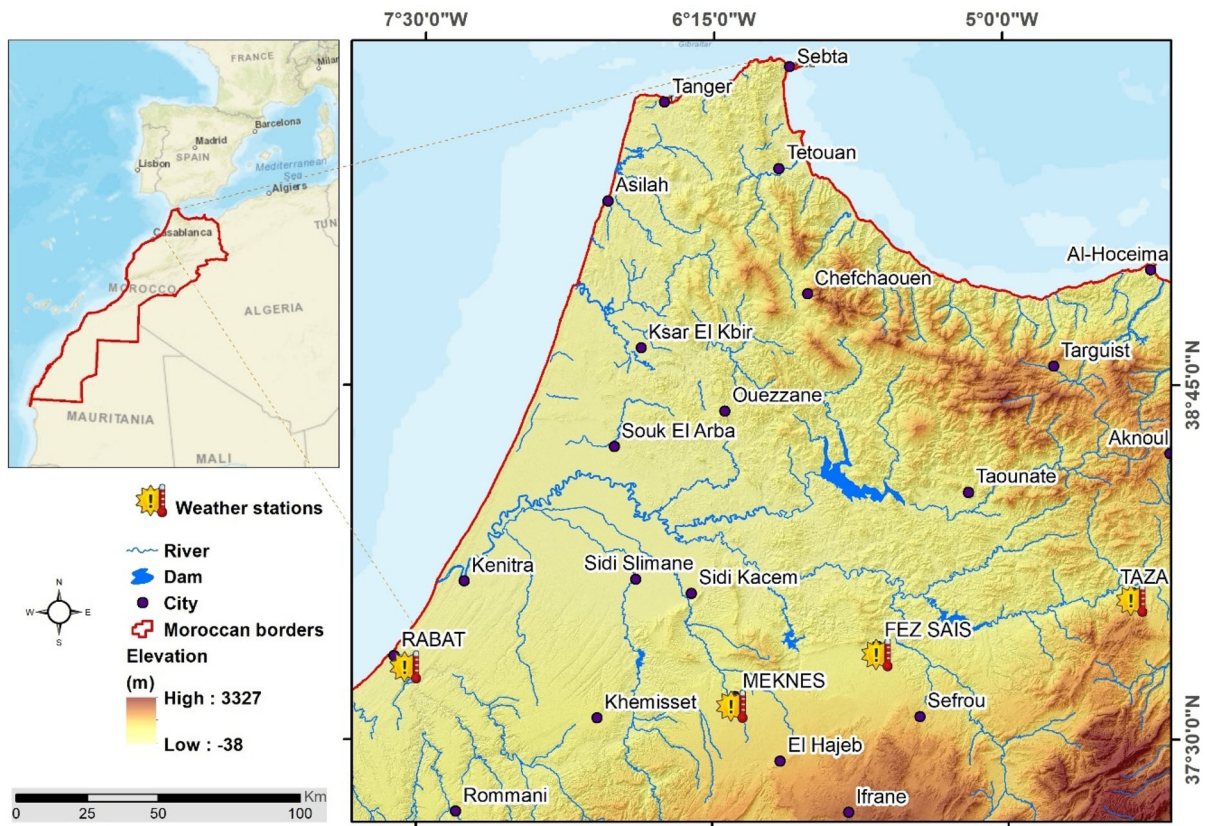 7°30'0"W
6°15'0"W
5°0'0"W
FRANCE
Milan
Barcelona
Madrid
SPAIN
Lisbon
Mediterranean
Sea
Algiers
TUN
Casablanca
MOROCCO
ALGERIA
MAURITANIA
MALI
Gibraltar
Sebta
Tanger
Tetouan
Asilah
Al-Hoceima
Chefchaouen
Ksar El Kbir
Targuist
38°45'0"N
Ouezzane
Souk El Arba
Aknoul
Taounate
Kenitra
Sidi Slimane
Sidi Kacem
TAZA
RABAT
FEZ SAIS
MEKNES
Khemisset
Sefrou
37°30'0"N
El Hajeb
Rommani
Ifrane
Weather stations
River
Dam
City
Moroccan borders
Elevation
(m)
High : 3327
Low : -38
N
W
E
S
Km
0
25
50
100